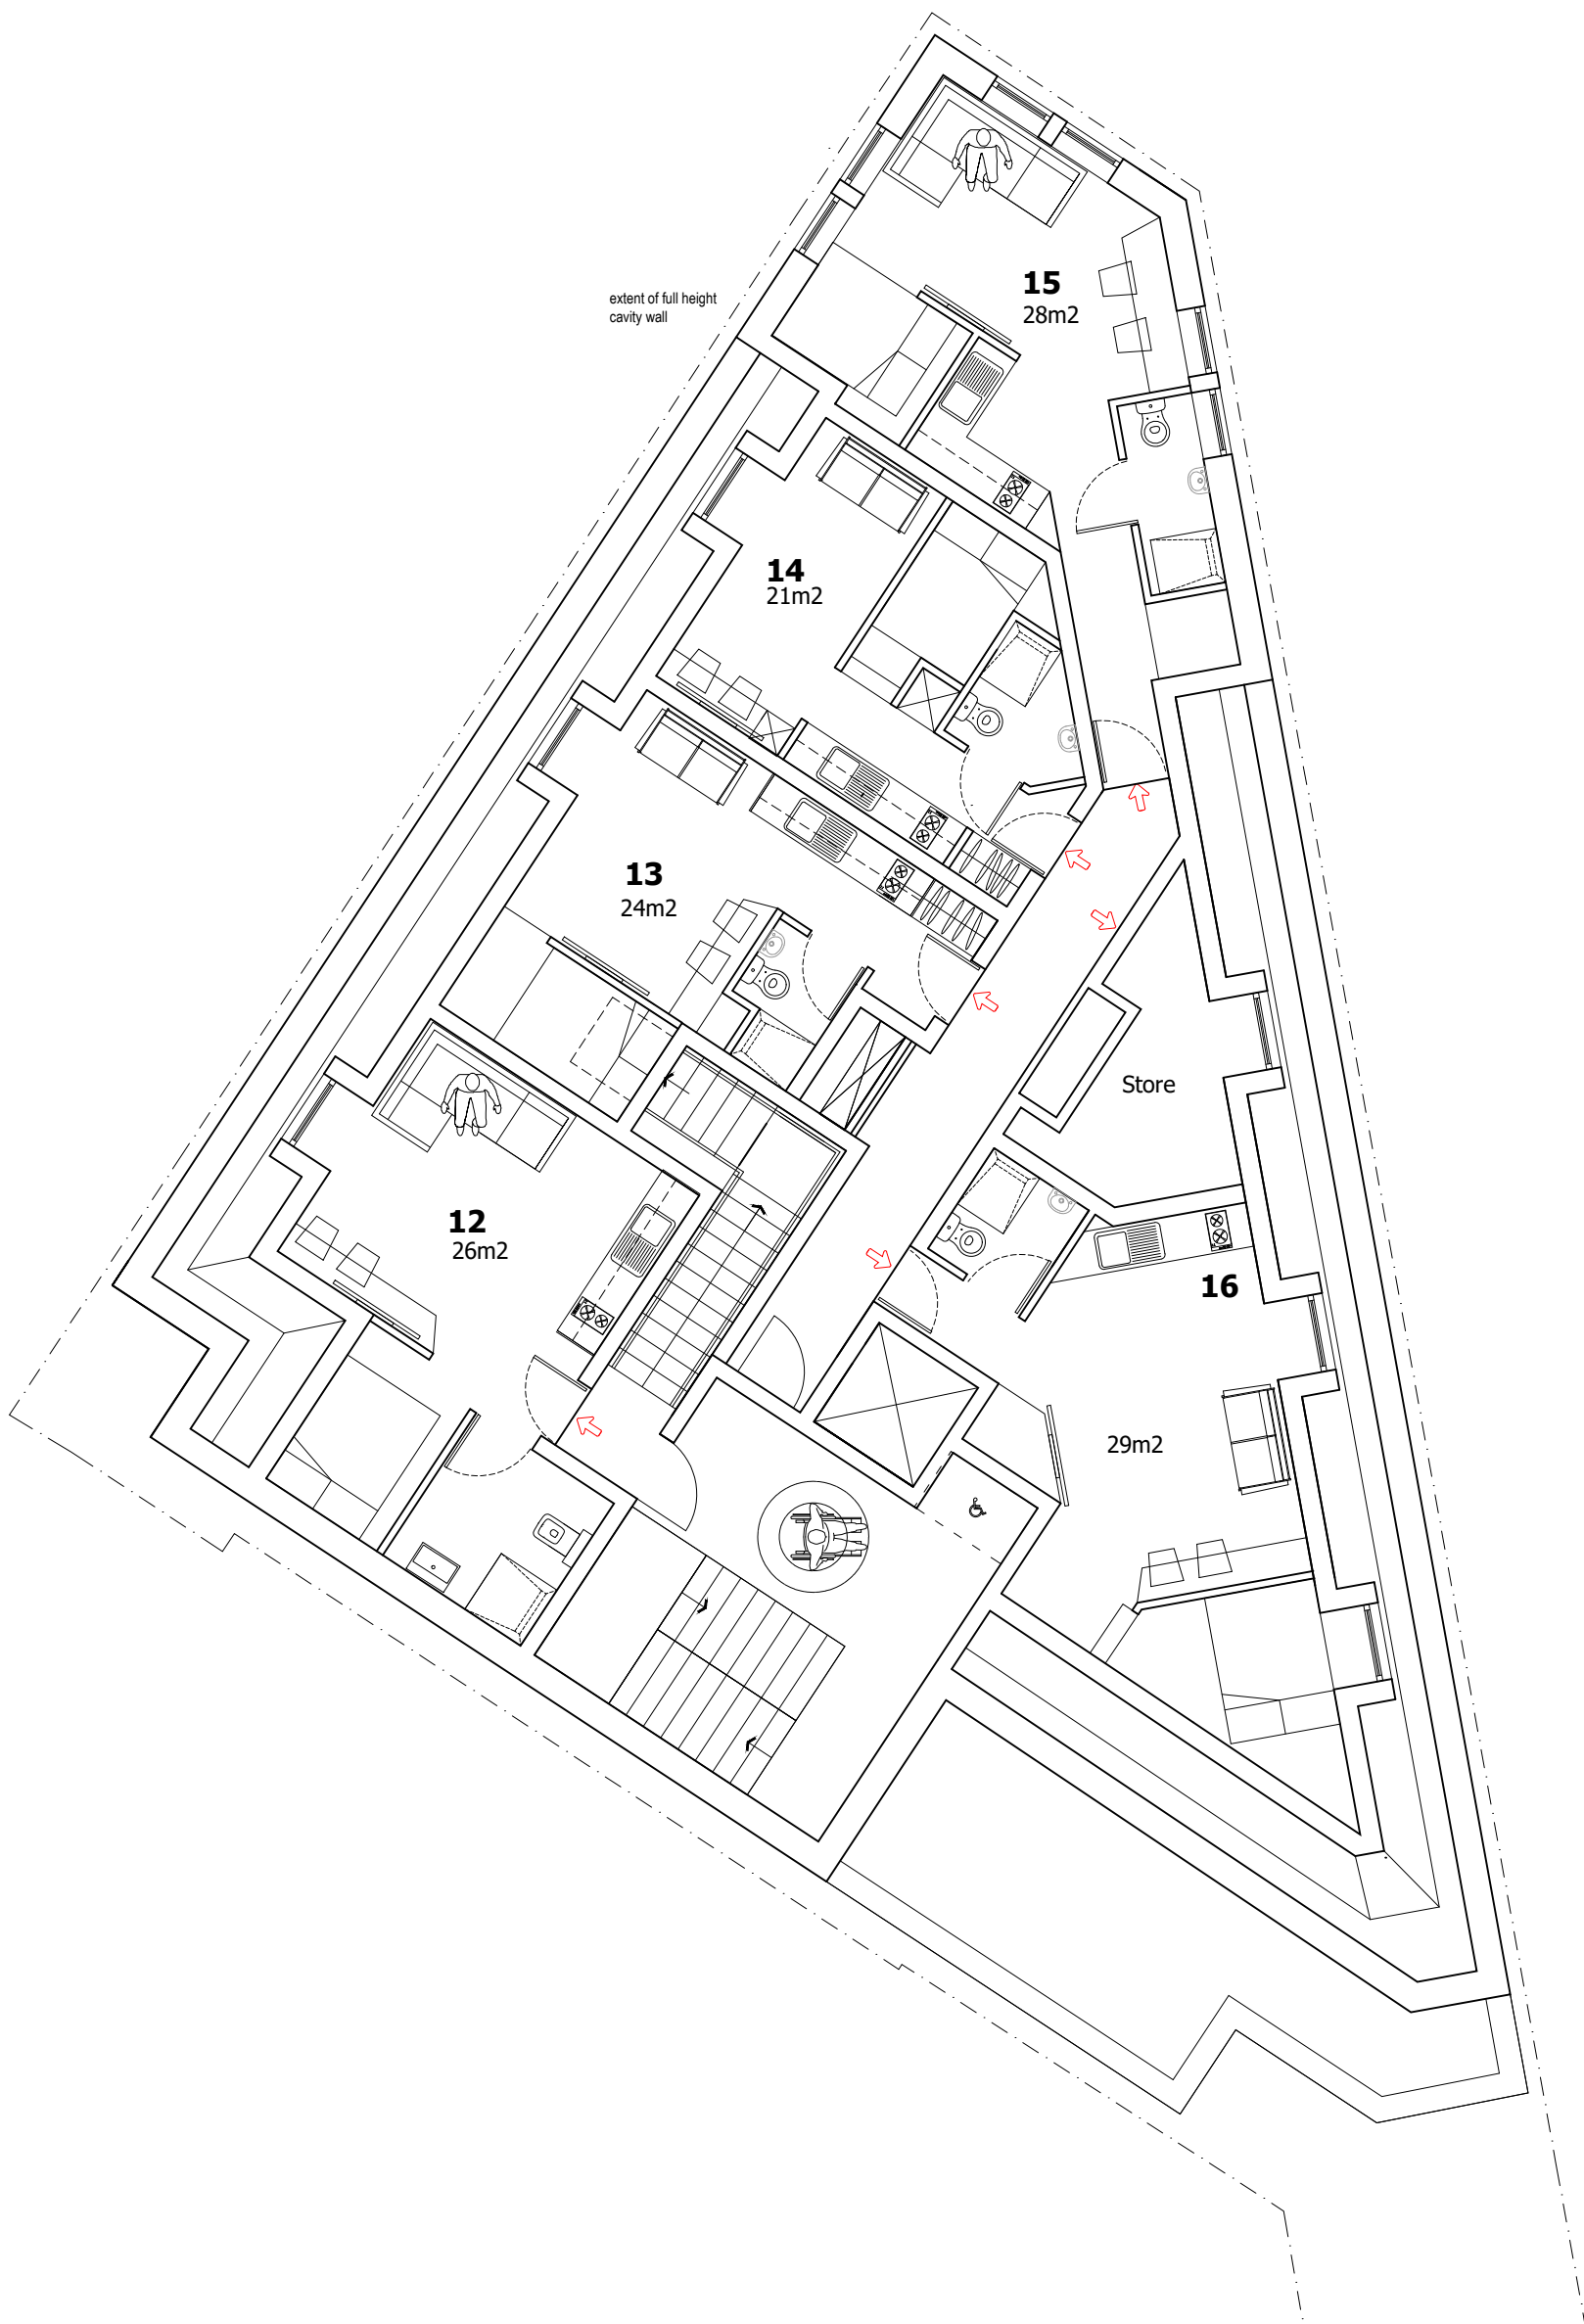 extent of full height
cavity wall
15
28m2
14
21m2
13
24m2
Store
12
26m2
16
29m2